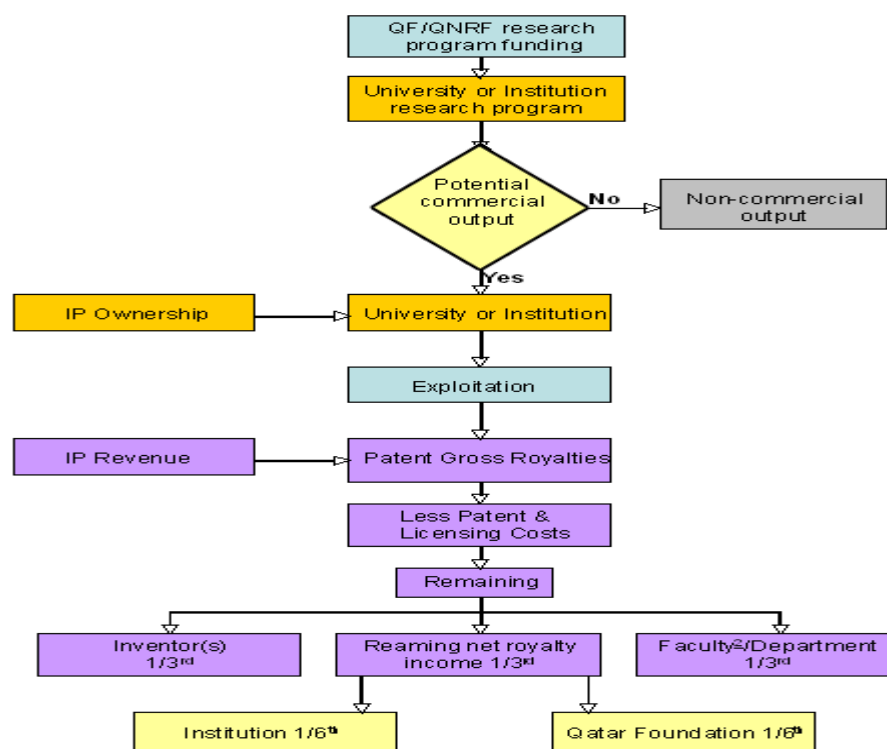 QF/QNRF research
program funding
University or Institution
research program
Potential
commercial
output
No
Non-commercial
output
Yes
IP Ownership
University or Institution
Exploitation
IP Revenue
Patent Gross Royalties
Less Patent &
Licensing Costs
Remaining
Inventor(s)
1/3rd
Reaming net royalty
income 1/3rd
Faculty2/Department
1/3rd
Institution 1/6th
Qatar Foundation 1/6th